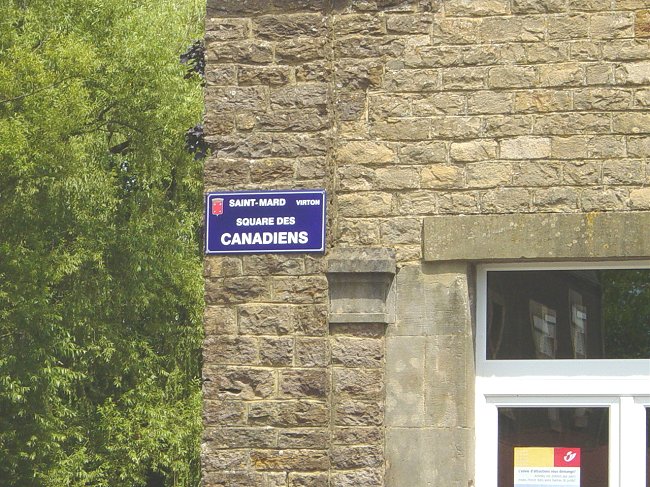 SAINT-MARD VIRTON
SQUARE DES
CANADIENS